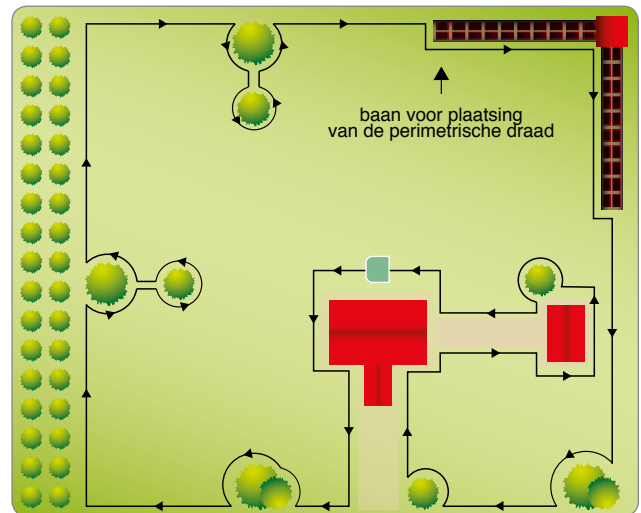 baan voor plaatsing
van de perimetrische draad